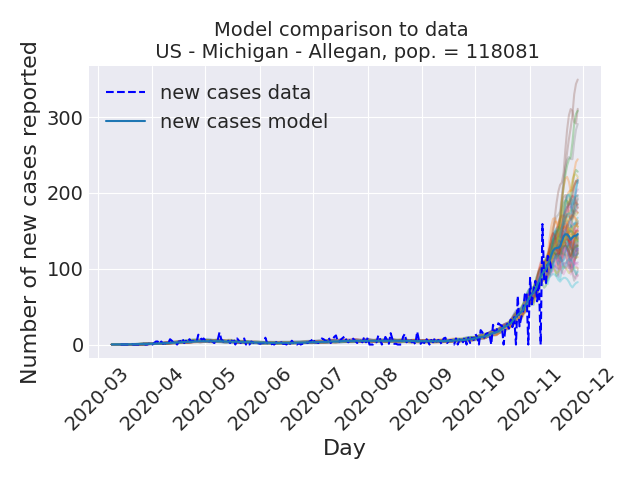 Model comparison to data
US - Michigan - Allegan, pop. = 118081
Number of new cases reported
300
200
100
0
new cases data
new cases model
2020-03
2020-04
2020-05
2020-06
2020-07
2020-08
2020-09
2020-10
2020-11
2020-12
Day